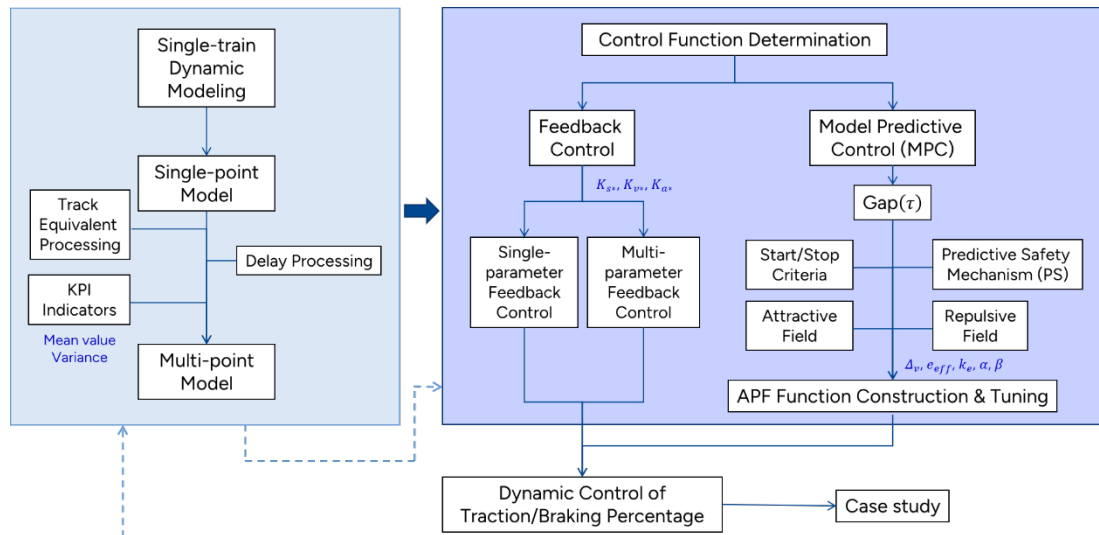 Single-train
Dynamic
Modeling
Single-point
Model
Track
Equivalent
Processing
Delay Processing
KPI
Indicators
Mean value
Variance
Multi-point
Model
Control Function Determination
Feedback
Control
Model Predictive
Control (MPC)
K_{s*}, K_{v*}, K_{a*}
Gap(τ)
Single-
parameter
Feedback
Control
Multi-
parameter
Feedback
Control
Start/Stop
Criteria
Predictive Safety
Mechanism (PS)
Attractive
Field
Repulsive
Field
Δ_v, e_{eff}, k_e, α, β
APF Function Construction & Tuning
Dynamic Control of
Traction/Braking Percentage
Case study